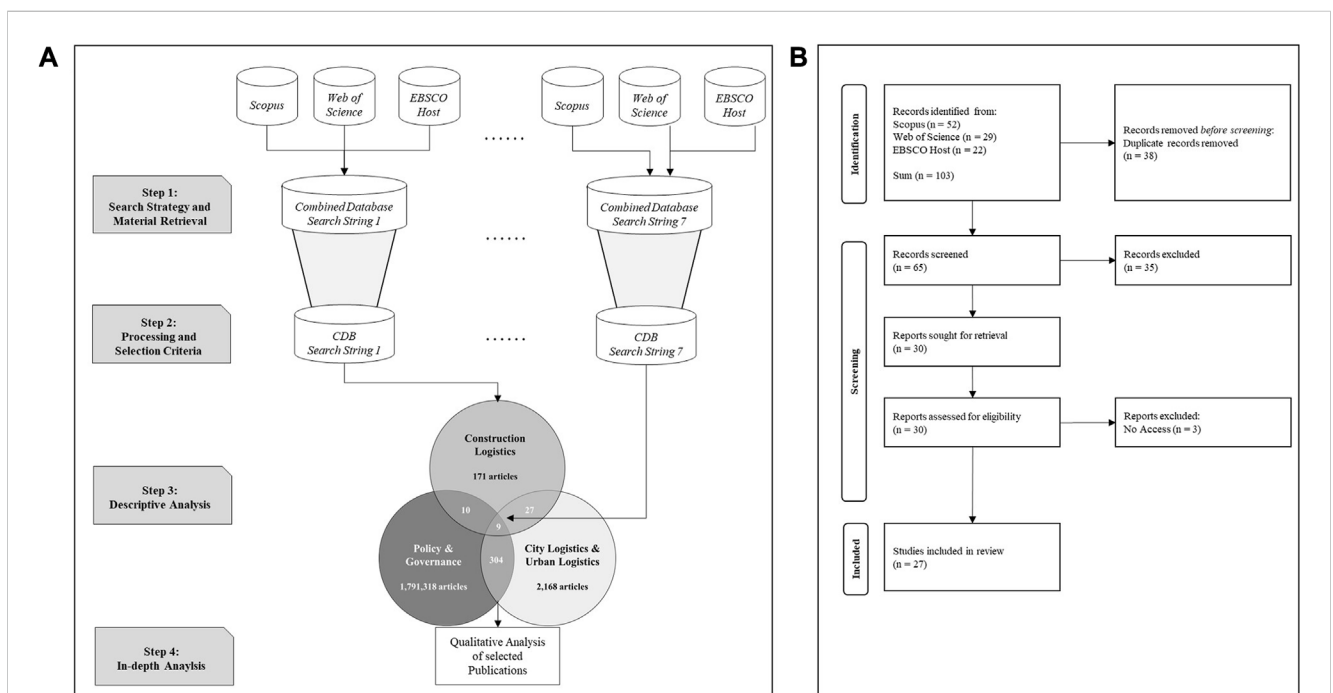 A
Scopus
Web of
Science
EBSCO
Host
......
Scopus
Web of
Science
EBSCO
Host
Step 1:
Search Strategy and
Material Retrieval
Combined Database
Search String 1
......
Combined Database
Search String 7
Step 2:
Processing and
Selection Criteria
CDB
Search String 1
......
CDB
Search String 7
Step 3:
Descriptive Analysis
Construction
Logistics
171 articles
10
27
9
Policy &
Governance
1,791,318 articles
304
City Logistics &
Urban Logistics
2,168 articles
Step 4:
In-depth Anaylsis
Qualitative Analysis
of selected
Publications
B
Identification
Records identified from:
Scopus (n = 52)
Web of Science (n = 29)
EBSCO Host (n = 22)
Sum (n = 103)
Records removed before screening:
Duplicate records removed
(n = 38)
Screening
Records screened
(n = 65)
Records excluded
(n = 35)
Reports sought for retrieval
(n = 30)
Reports assessed for eligibility
(n = 30)
Reports excluded:
No Access (n = 3)
Included
Studies included in review
(n = 27)